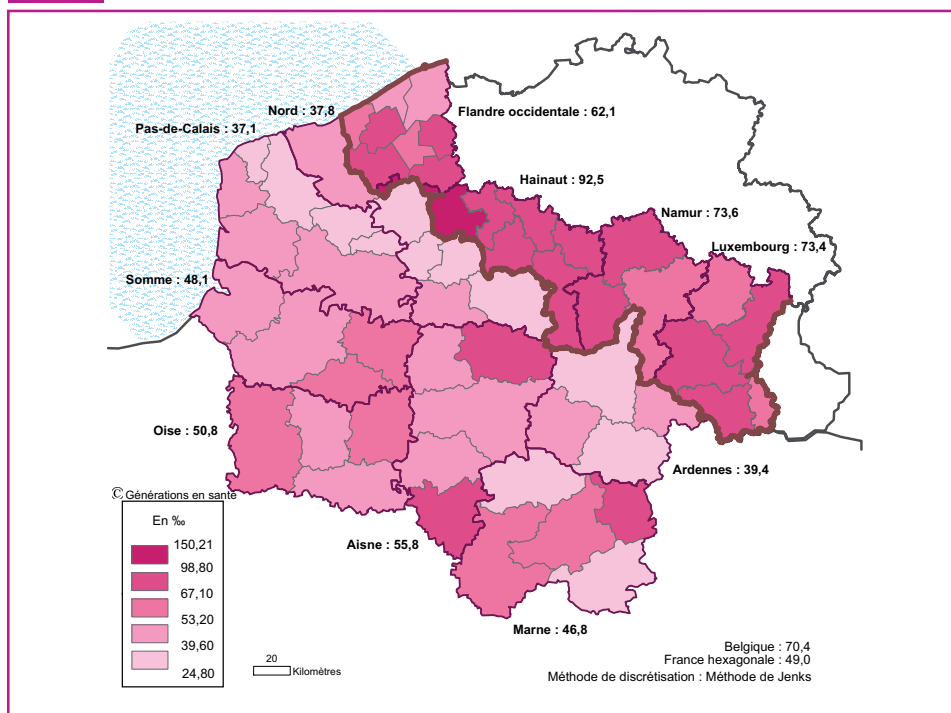 Nord : 37,8
Flandre occidentale : 62,1
Pas-de-Calais : 37,1
Hainaut : 92,5
Namur : 73,6
Luxembourg : 73,4
Somme : 48,1
Oise : 50,8
Ardennes : 39,4
© Générations en santé
En ‰
150,21
98,80
67,10
53,20
39,60
24,80
Aisne : 55,8
Marne : 46,8
20
Kilomètres
Belgique : 70,4
France hexagonale : 49,0
Méthode de discrétisation : Méthode de Jenks